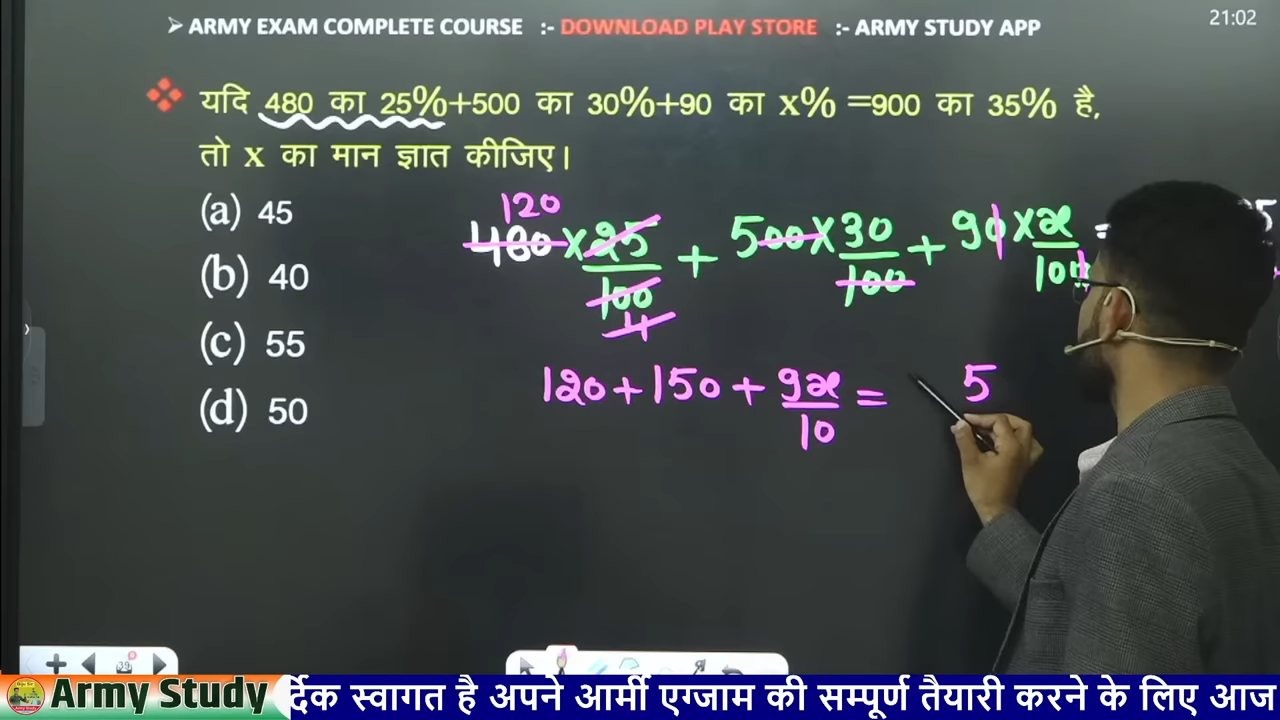 ➢ ARMY EXAM COMPLETE COURSE :- DOWNLOAD PLAY STORE :- ARMY STUDY APP
21:02
❖ यदि 480 का 25%+500 का 30%+90 का x% =900 का 35% है,
तो x का मान ज्ञात कीजिए।
(a) 45
(b) 40
(c) 55
(d) 50
120
480 × 25/100 + 500 × 30/100 + 90 × x/100 =
4
120 + 150 + 9x/10 = 5
39
Army Study
र्दिक स्वागत है अपने आर्मी एग्जाम की सम्पूर्ण तैयारी करने के लिए आज